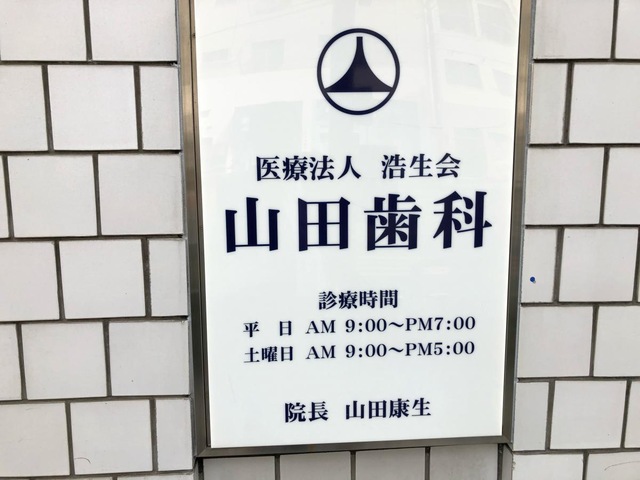 医療法人 浩生会
山田歯科
診療時間
平 日 AM 9:00〜PM7:00
土曜日 AM 9:00〜PM5:00
院長 山田康生